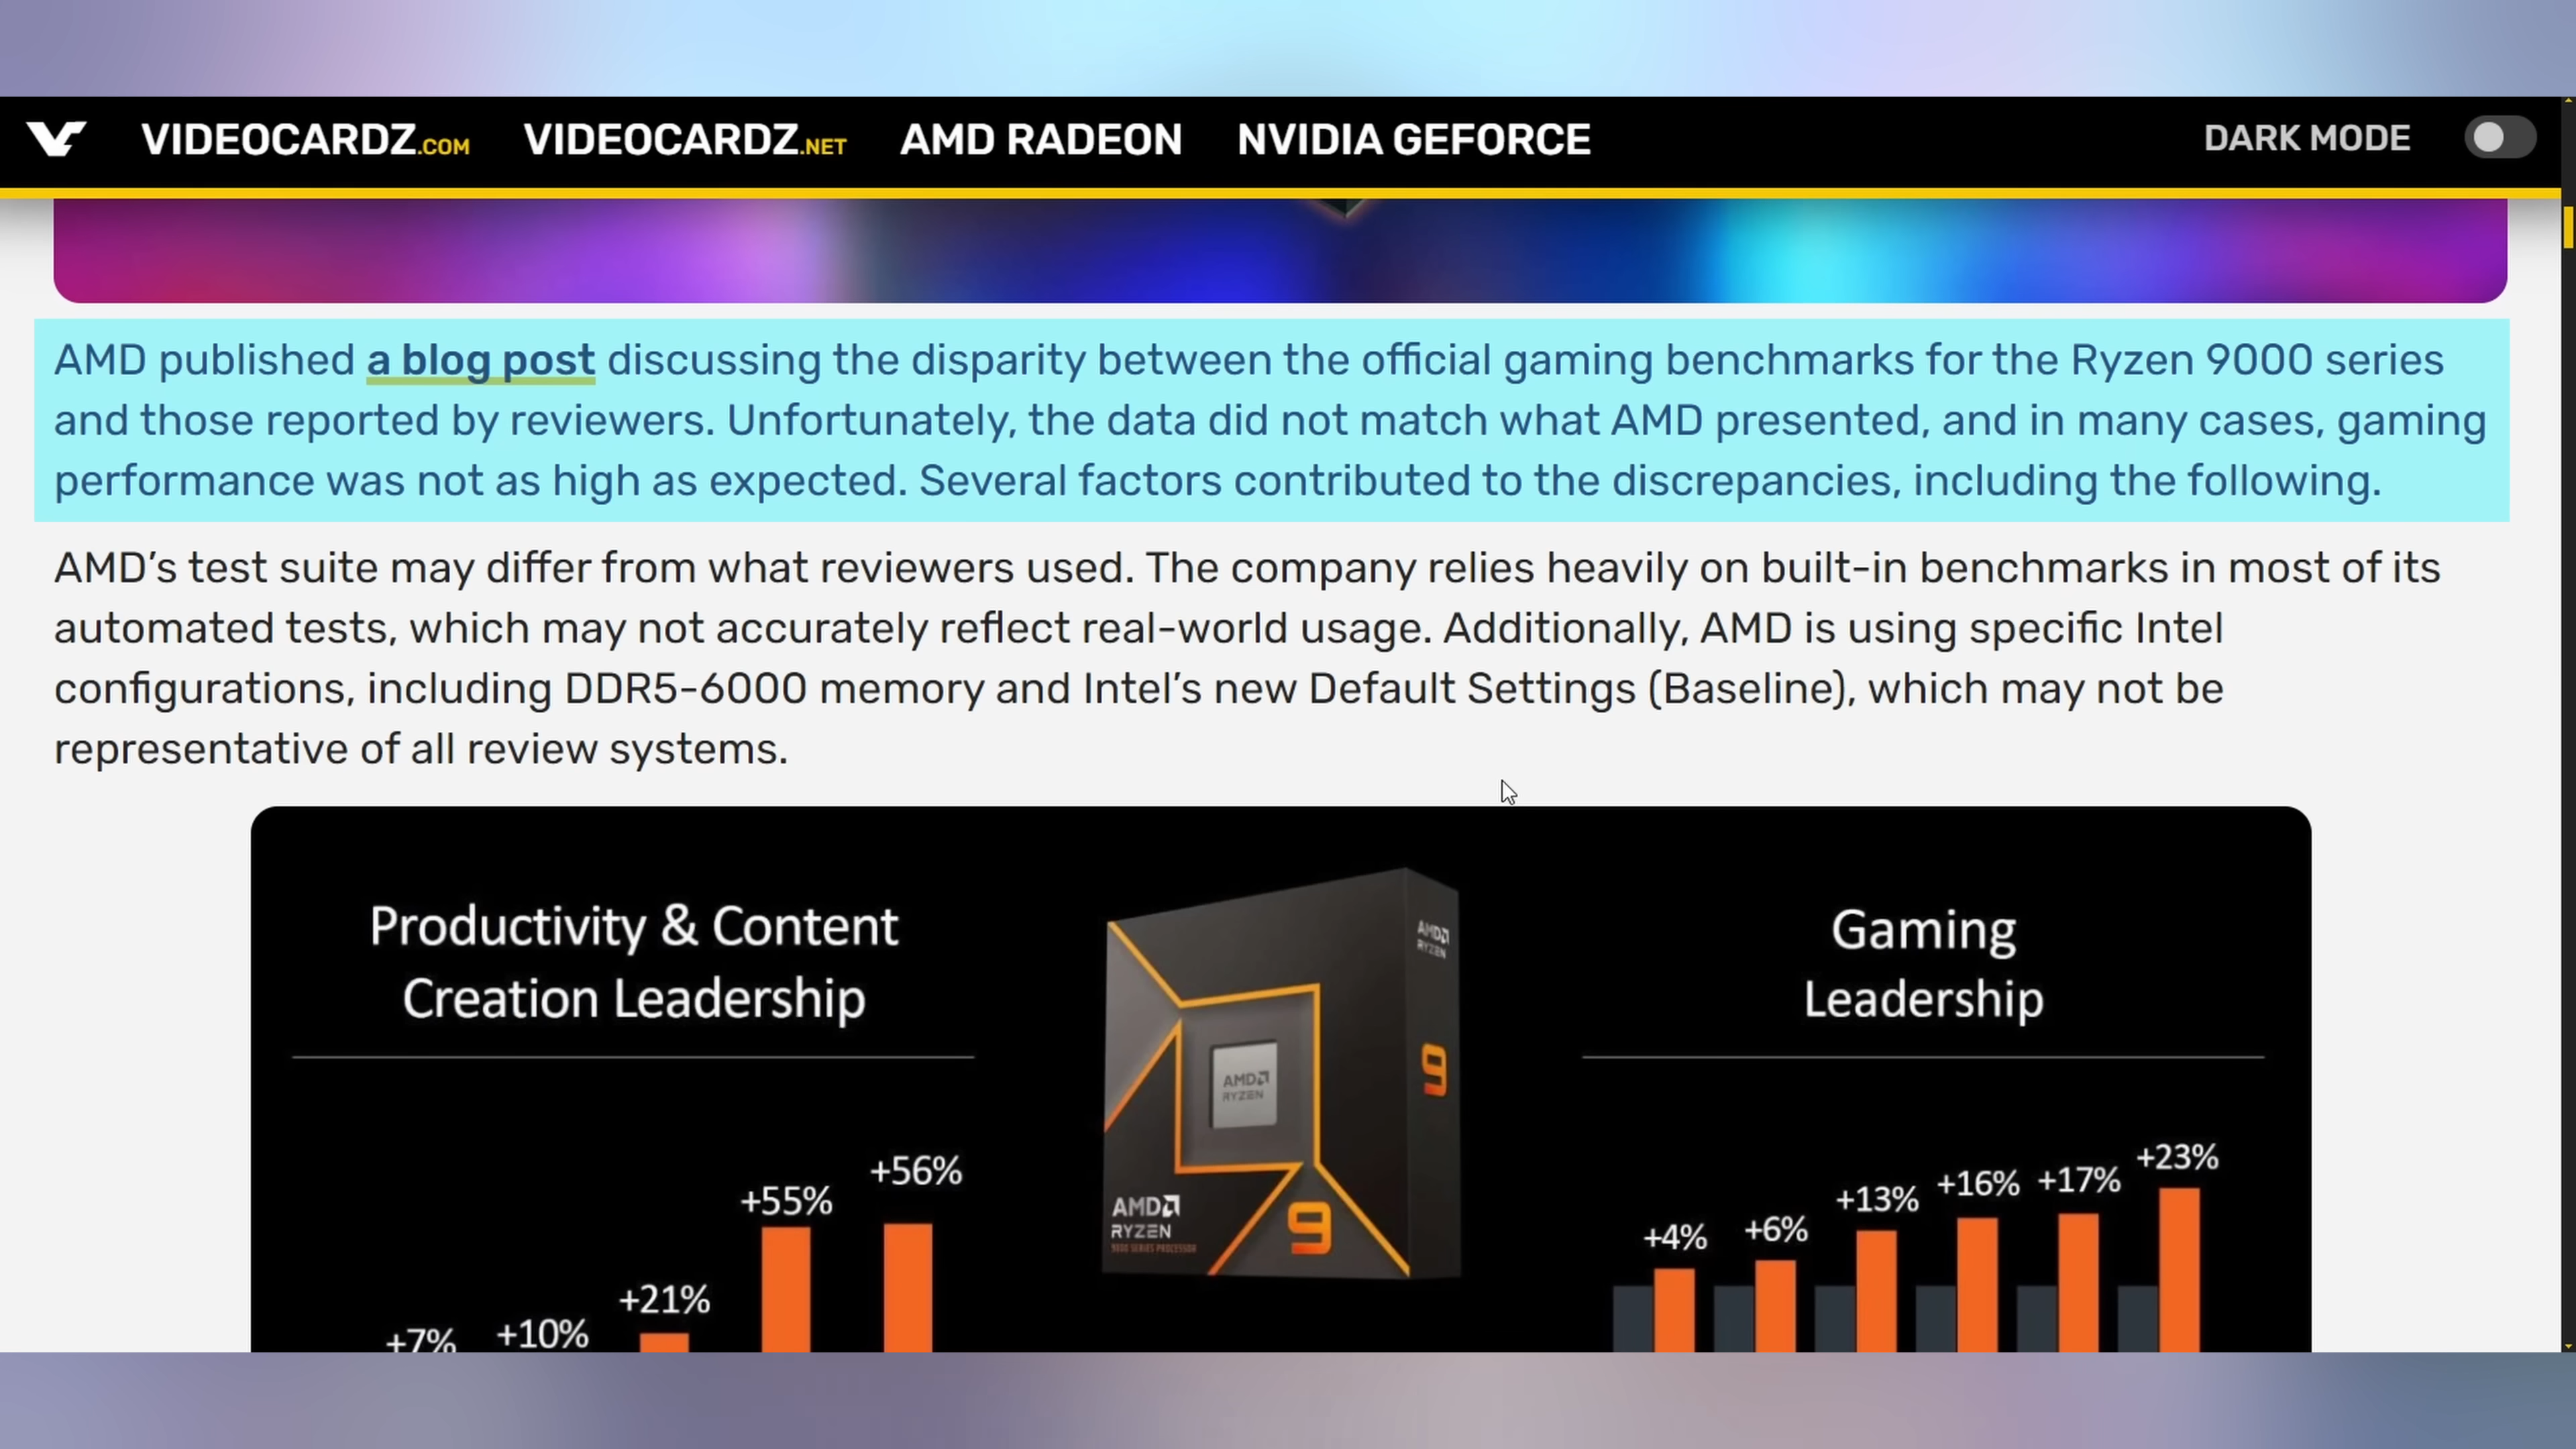 VIDEOCARDZ.COM VIDEOCARDZ.NET AMD RADEON NVIDIA GEFORCE DARK MODE
AMD published a blog post discussing the disparity between the official gaming benchmarks for the Ryzen 9000 series
and those reported by reviewers. Unfortunately, the data did not match what AMD presented, and in many cases, gaming
performance was not as high as expected. Several factors contributed to the discrepancies, including the following.
AMD’s test suite may differ from what reviewers used. The company relies heavily on built-in benchmarks in most of its
automated tests, which may not accurately reflect real-world usage. Additionally, AMD is using specific Intel
configurations, including DDR5-6000 memory and Intel’s new Default Settings (Baseline), which may not be
representative of all review systems.
Productivity & Content
Creation Leadership
+7% +10% +21% +55% +56%
AMD
RYZEN
9
AMD
RYZEN
AMD
RYZEN
9000 SERIES PROCESSOR
9
Gaming
Leadership
+4% +6% +13% +16% +17% +23%